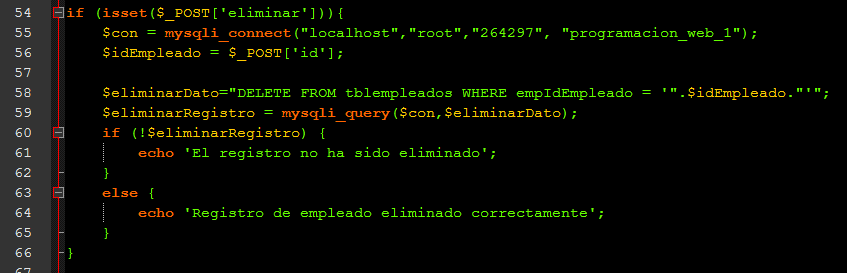 54 if (isset($_POST['eliminar'])){
55 $con = mysqli_connect("localhost","root","264297", "programacion_web_1");
56 $idEmpleado = $_POST['id'];
57
58 $eliminarDato="DELETE FROM tblempleados WHERE empIdEmpleado = '".$idEmpleado."'";
59 $eliminarRegistro = mysqli_query($con,$eliminarDato);
60 if (!$eliminarRegistro) {
61 echo 'El registro no ha sido eliminado';
62 }
63 else {
64 echo 'Registro de empleado eliminado correctamente';
65 }
66 }
67